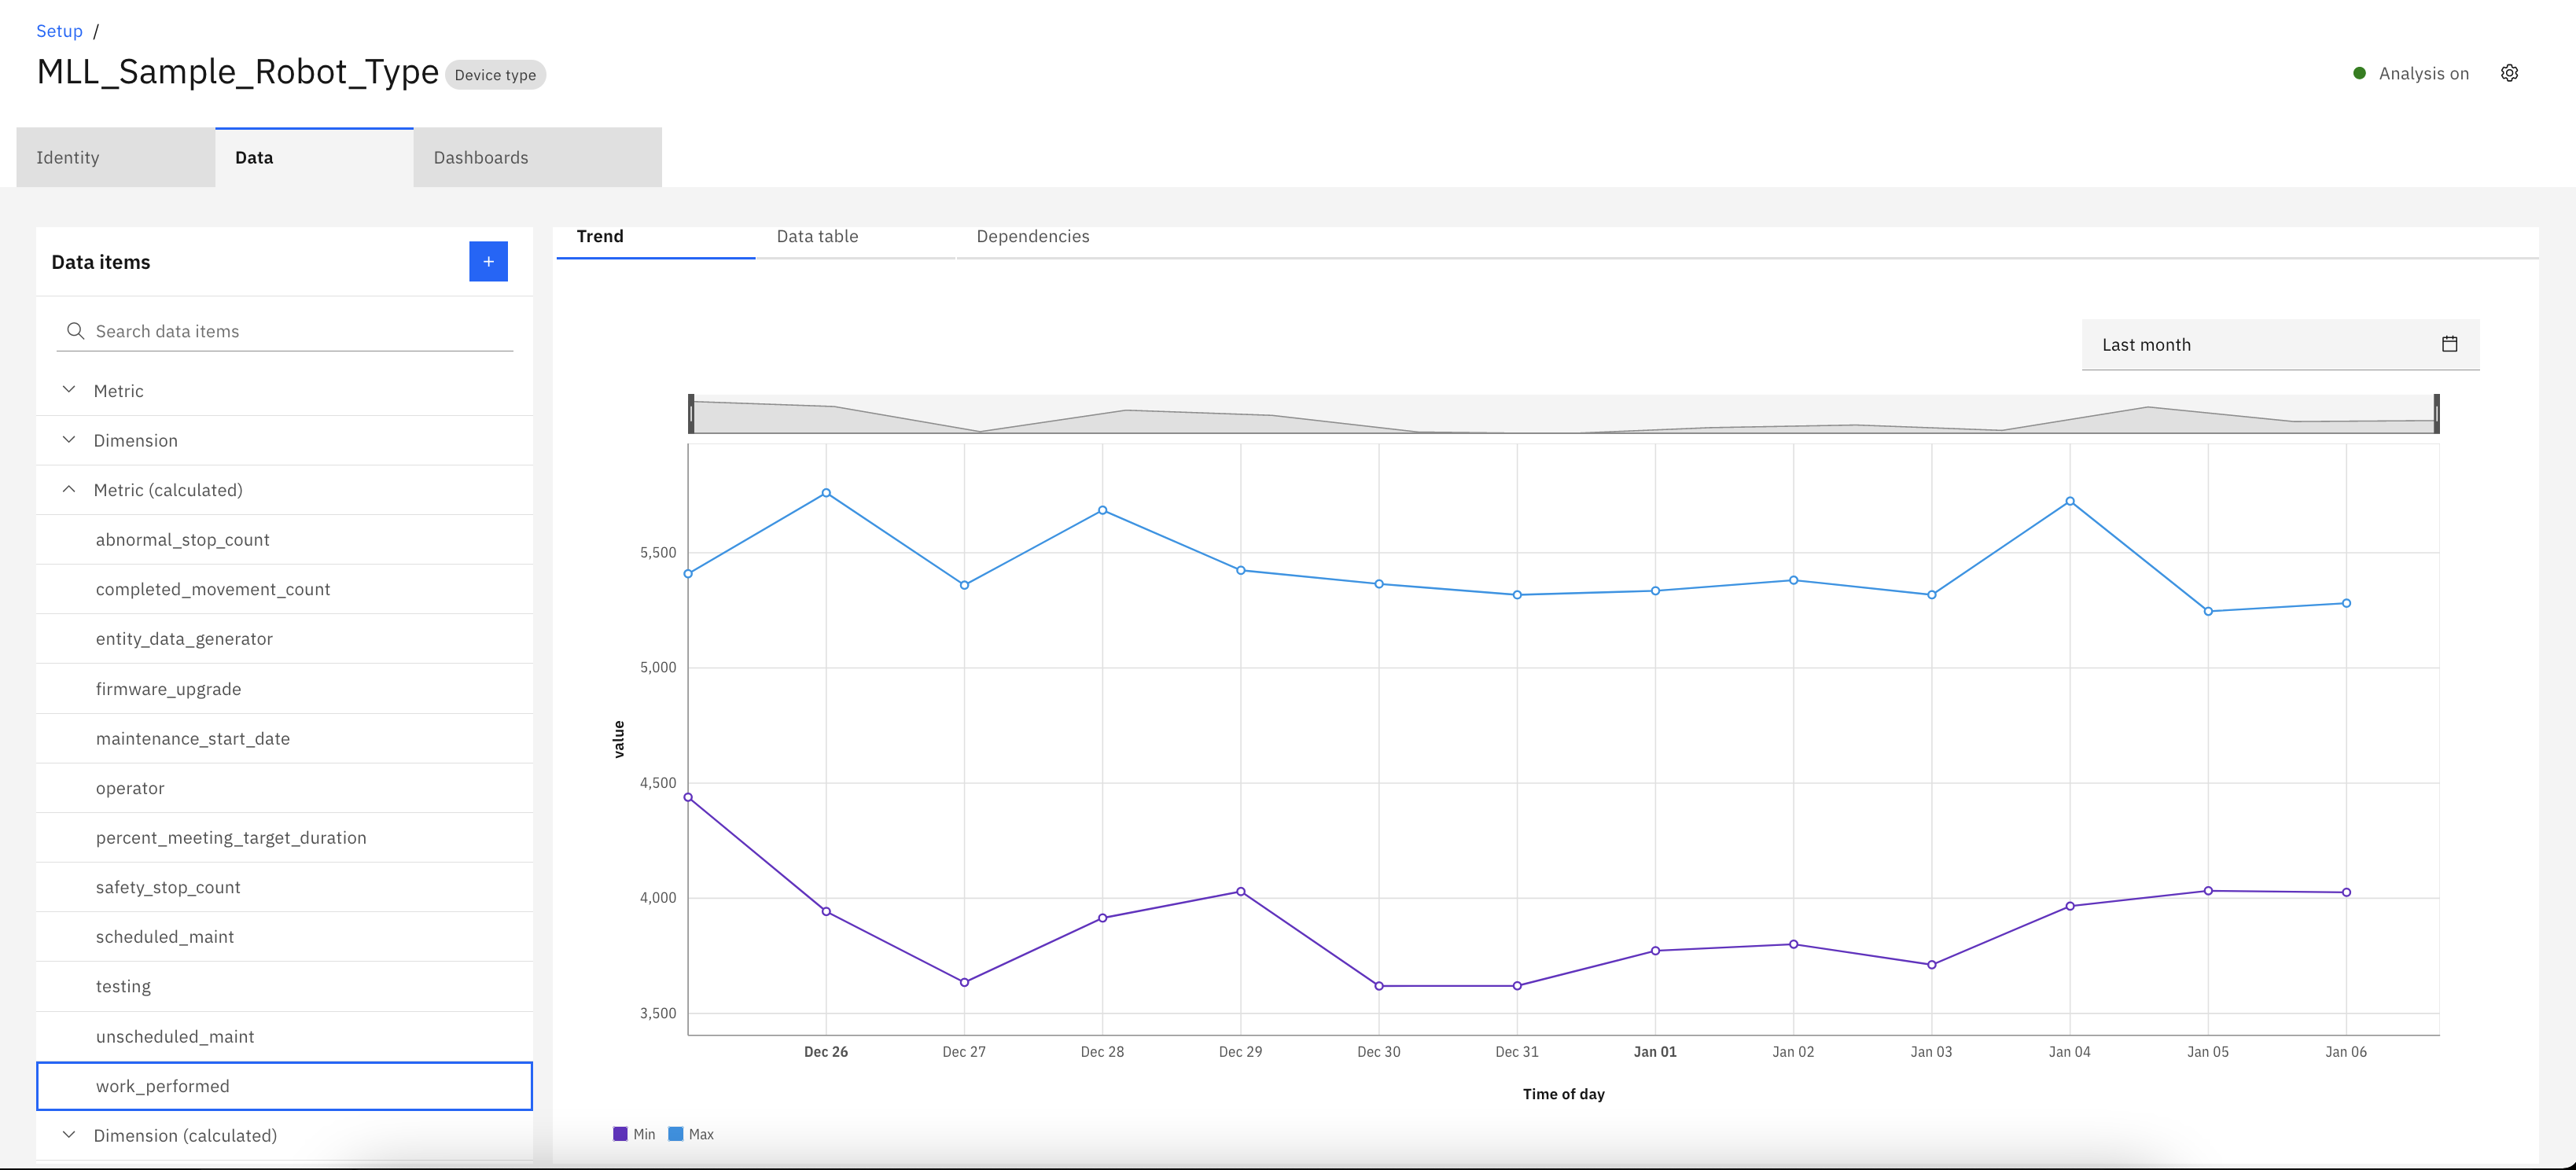 Setup /
MLL_Sample_Robot_Type Device type
Analysis on
Identity Data Dashboards
Data items +
Search data items
Metric
Dimension
Metric (calculated)
abnormal_stop_count
completed_movement_count
entity_data_generator
firmware_upgrade
maintenance_start_date
operator
percent_meeting_target_duration
safety_stop_count
scheduled_maint
testing
unscheduled_maint
work_performed
Dimension (calculated)
Trend Data table Dependencies
Last month
5,500
5,000
4,500
4,000
3,500
value
Dec 26 Dec 27 Dec 28 Dec 29 Dec 30 Dec 31 Jan 01 Jan 02 Jan 03 Jan 04 Jan 05 Jan 06
Time of day
Min Max